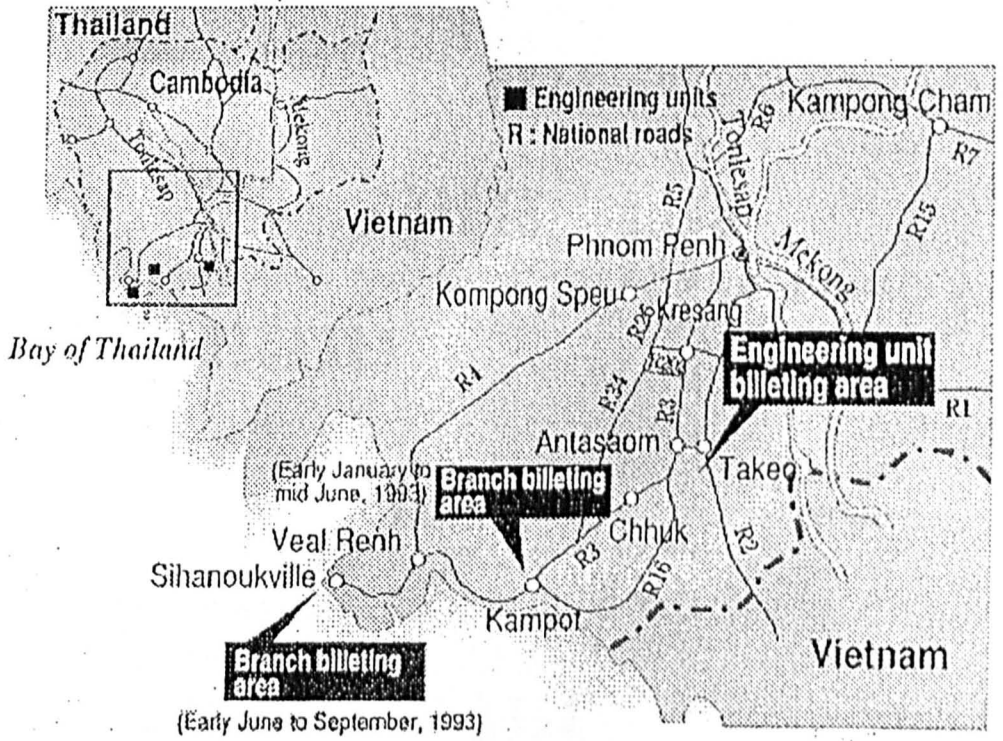 Thailand
Cambodia
Mekong
Tonlesap
Vietnam
Bay of Thailand
Engineering units
R : National roads
Kampong Cham
R6
Tonlesap
R7
R5
R15
Phnom Penh
Mekong
Kompong Speu
R26
Kresang
Engineering unit
billeting area
R4
R34
R3
R1
Antasaom
Takeo
(Early January to
mid June, 1993)
Branch billeting
area
Chhuk
Veal Renh
R3
R2
Sihanoukville
R16
Kampot
Vietnam
Branch billeting
area
(Early June to September, 1993)